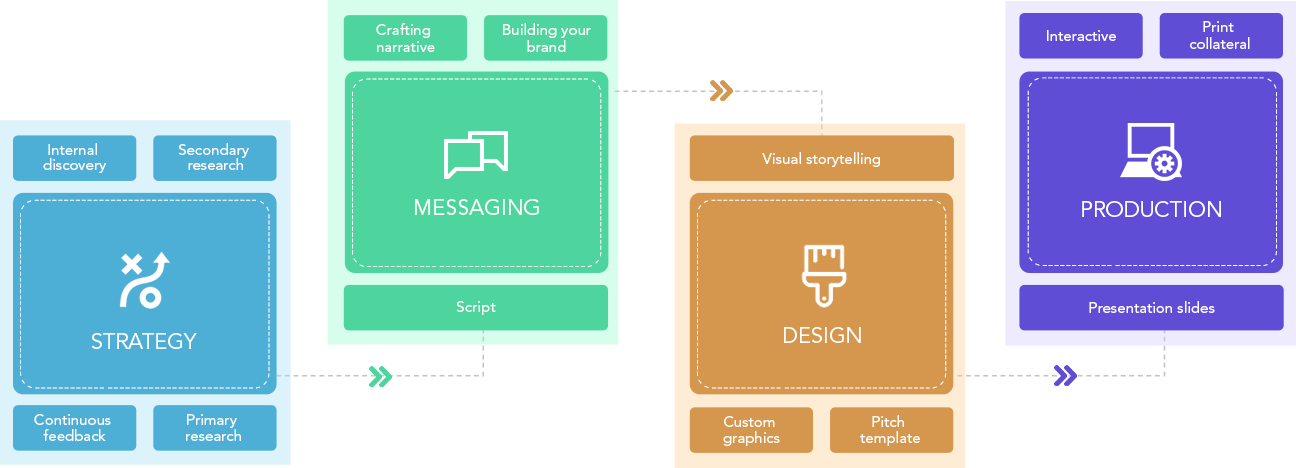 Internal
discovery
Secondary
research
STRATEGY
Continuous
feedback
Primary
research
Crafting
narrative
Building your
brand
MESSAGING
Script
Visual storytelling
DESIGN
Custom
graphics
Pitch
template
Interactive
Print
collateral
PRODUCTION
Presentation slides